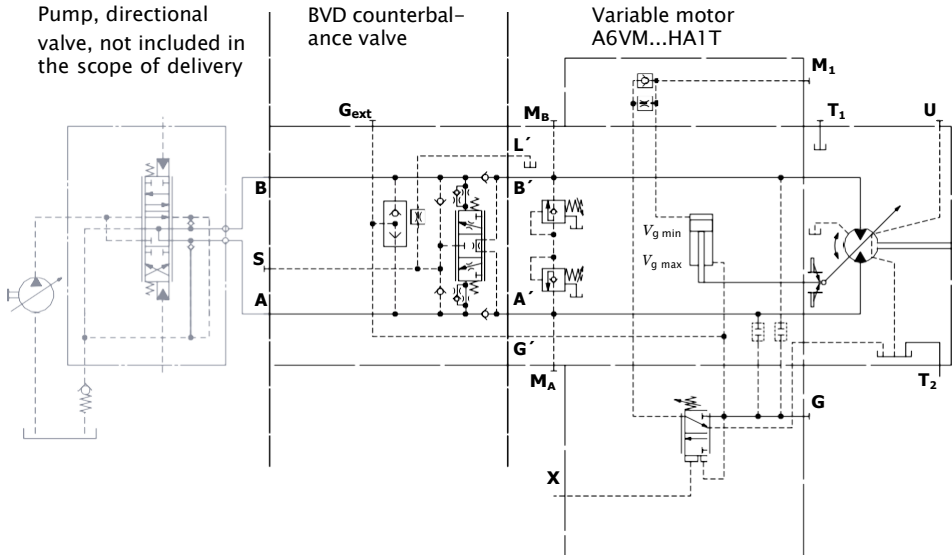 Pump, directional
valve, not included in
the scope of delivery
BVD counterbal-
ance valve
Variable motor
A6VM...HA1T
M1
Gext
MB
T1
U
L´
B
B´
Vg min
S
Vg max
A
A´
G´
MA
T2
G
X